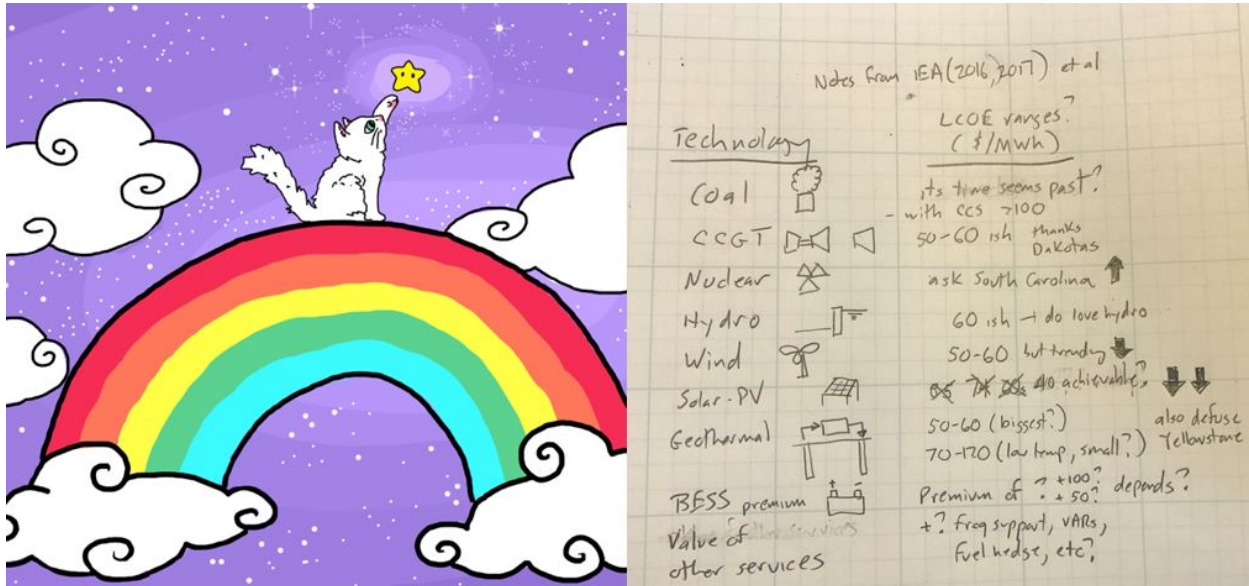 Notes from IEA (2016, 2017) et al
LCOE ranges?
Technology ($/MWh)
Coal its time seems past?
- with CCS >100
CCGT 50-60 ish thanks
Dakotas
Nuclear ask South Carolina
Hydro 60 ish - I do love hydro
Wind 50-60 but trending
Solar-PV 40 achievable?
Geothermal 50-60 (biggest?) also defuse
70-120 (low temp, small?) Yellowstone
+ -
BESS premium Premium of ? +100? depends?
+50?
Value of +? freq support, VARs,
other services fuel hedge, etc?